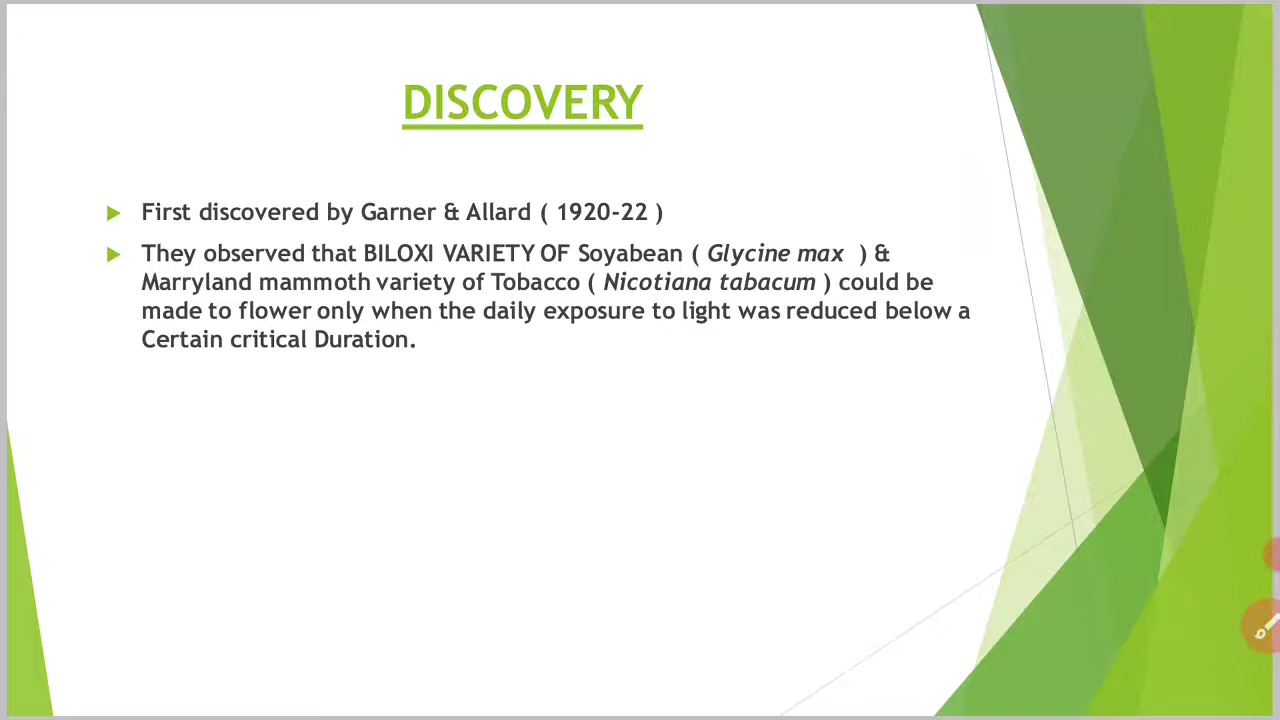 DISCOVERY
First discovered by Garner & Allard ( 1920-22 )
They observed that BILOXI VARIETY OF Soyabean ( Glycine max  ) &
Marryland mammoth variety of Tobacco ( Nicotiana tabacum ) could be
made to flower only when the daily exposure to light was reduced below a
Certain critical Duration.